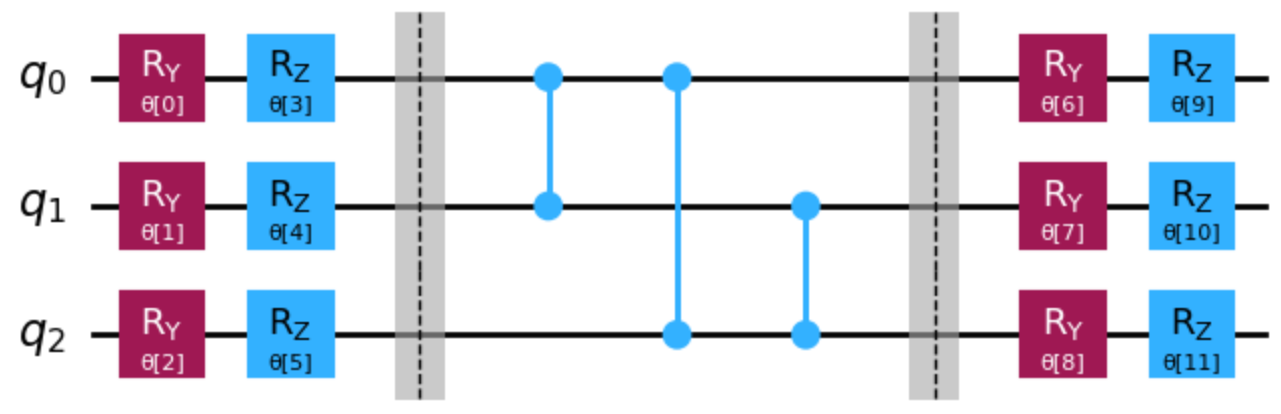 q0 RY θ[0] RZ θ[3] RY θ[6] RZ θ[9]
q1 RY θ[1] RZ θ[4] RY θ[7] RZ θ[10]
q2 RY θ[2] RZ θ[5] RY θ[8] RZ θ[11]